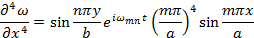 ∂⁴ω/∂x⁴ = sin nπy/b e^{iω_{mn}t} (mπ/a)⁴ sin mπx/a